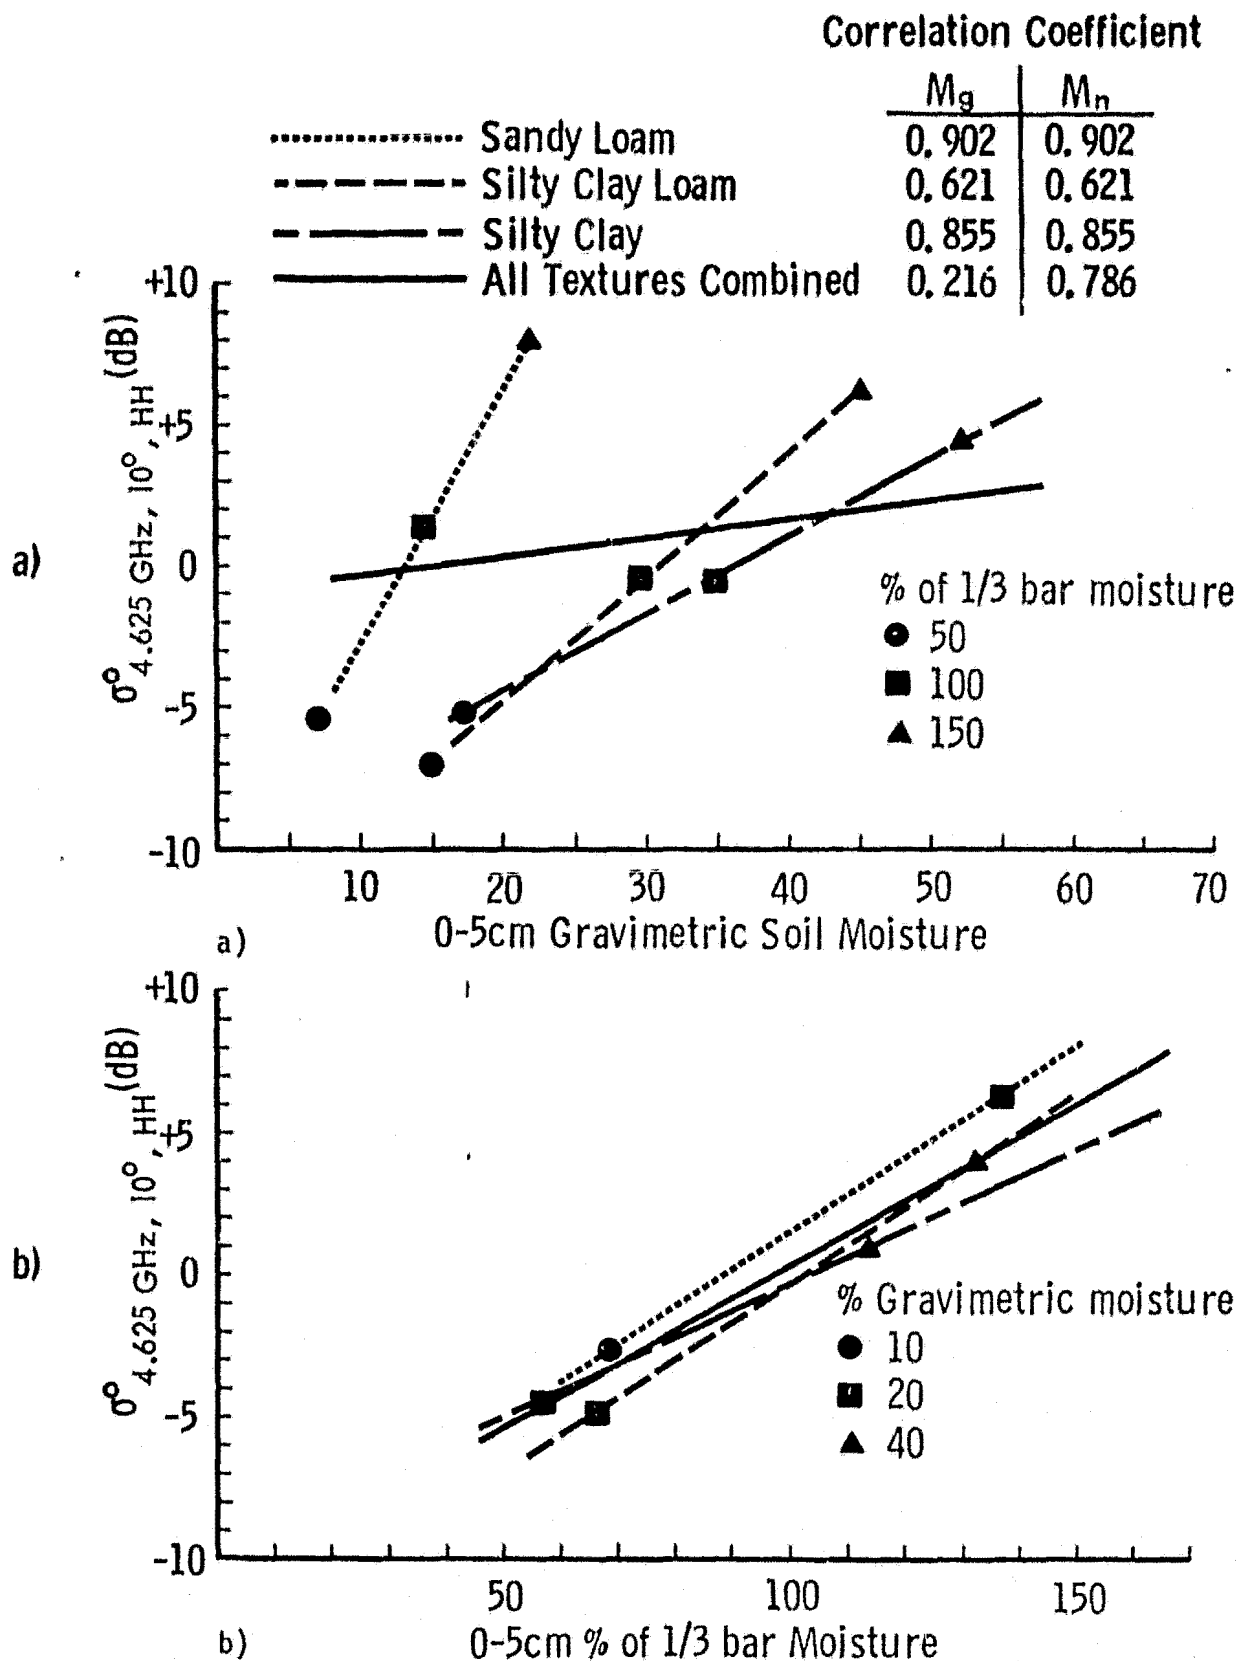 Correlation Coefficient
Mg Mn
Sandy Loam 0.902 0.902
Silty Clay Loam 0.621 0.621
Silty Clay 0.855 0.855
All Textures Combined 0.216 0.786
+10
+5
0
-5
-10
σ° 4.625 GHz, 10°, HH (dB)
a)
% of 1/3 bar moisture
50
100
150
10 20 30 40 50 60 70
0-5cm Gravimetric Soil Moisture
a)
+10
+5
0
-5
-10
σ° 4.625 GHz, 10°, HH (dB)
b)
% Gravimetric moisture
10
20
40
50 100 150
0-5cm % of 1/3 bar Moisture
b)